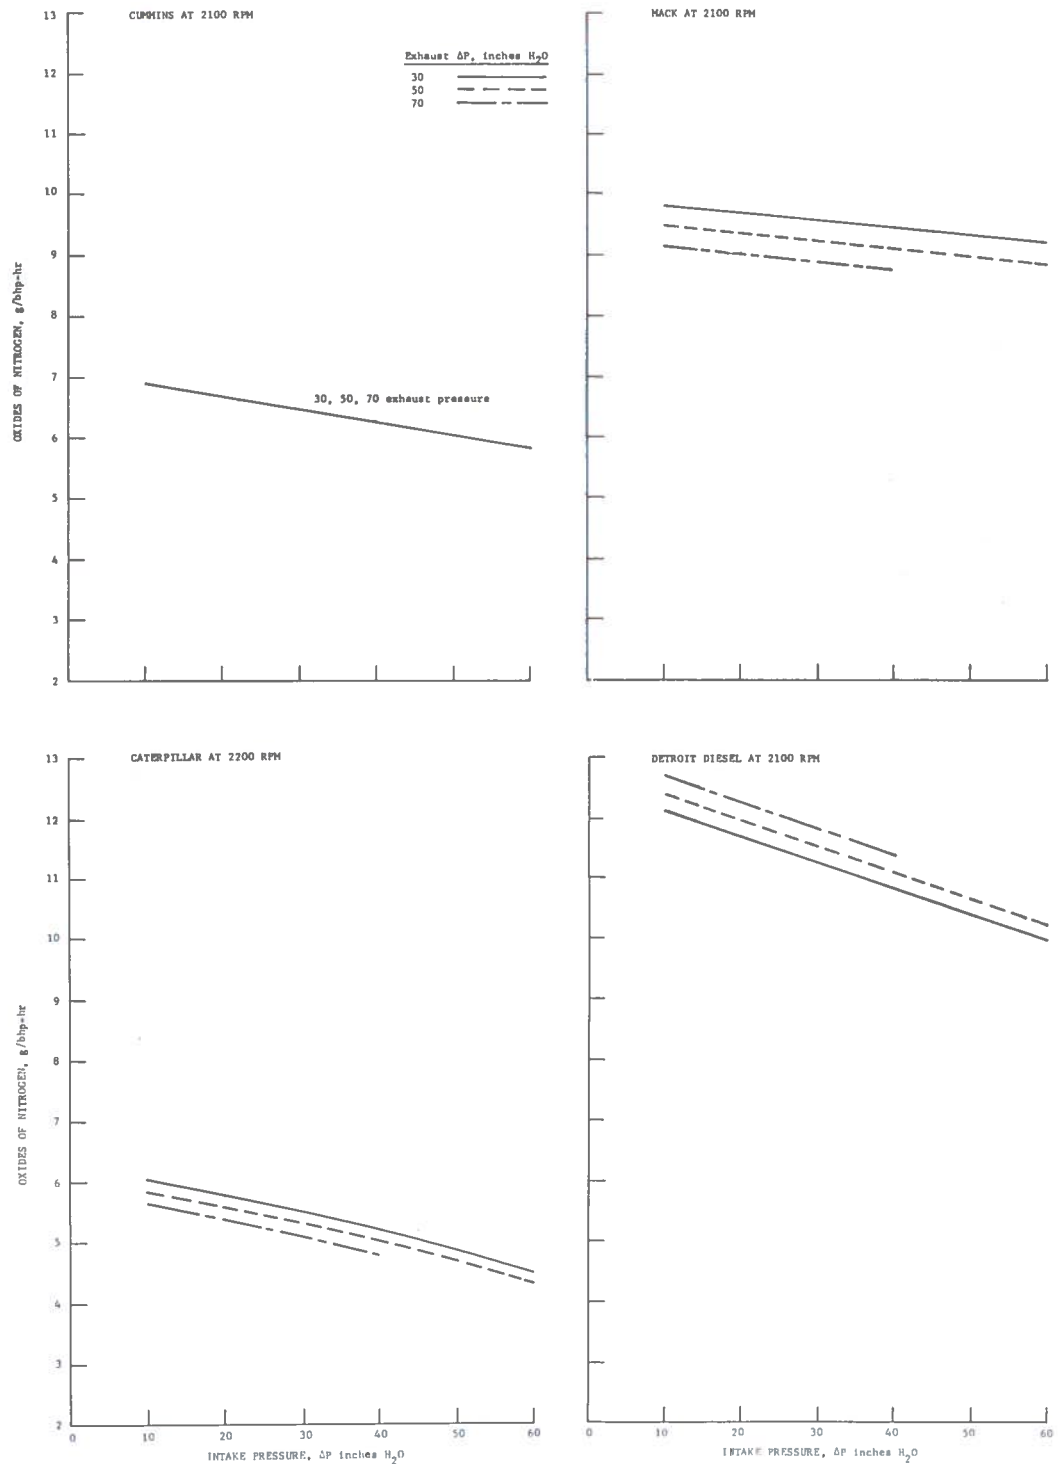 CUMMINS AT 2100 RPM
MACK AT 2100 RPM
Exhaust ΔP, inches H2O
30
50
70
13
12
11
10
9
8
7
6
5
4
3
2
OXIDES OF NITROGEN, g/bhp-hr
30, 50, 70 exhaust pressure
CATERPILLAR AT 2200 RPM
DETROIT DIESEL AT 2100 RPM
13
12
11
10
9
8
7
6
5
4
3
2
OXIDES OF NITROGEN, g/bhp-hr
0 10 20 30 40 50 60
INTAKE PRESSURE, ΔP inches H2O
0 10 20 30 40 50 60
INTAKE PRESSURE, ΔP inches H2O